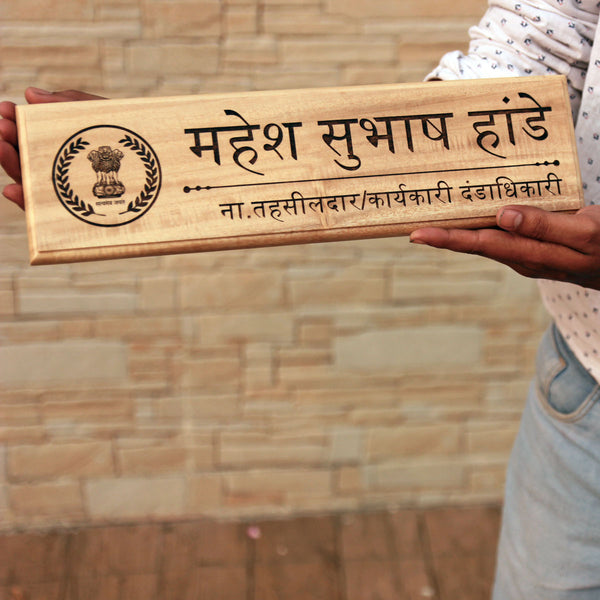 महेश सुभाष हांडे
ना.तहसीलदार/कार्यकारी दंडाधिकारी
सत्यमेव जयते